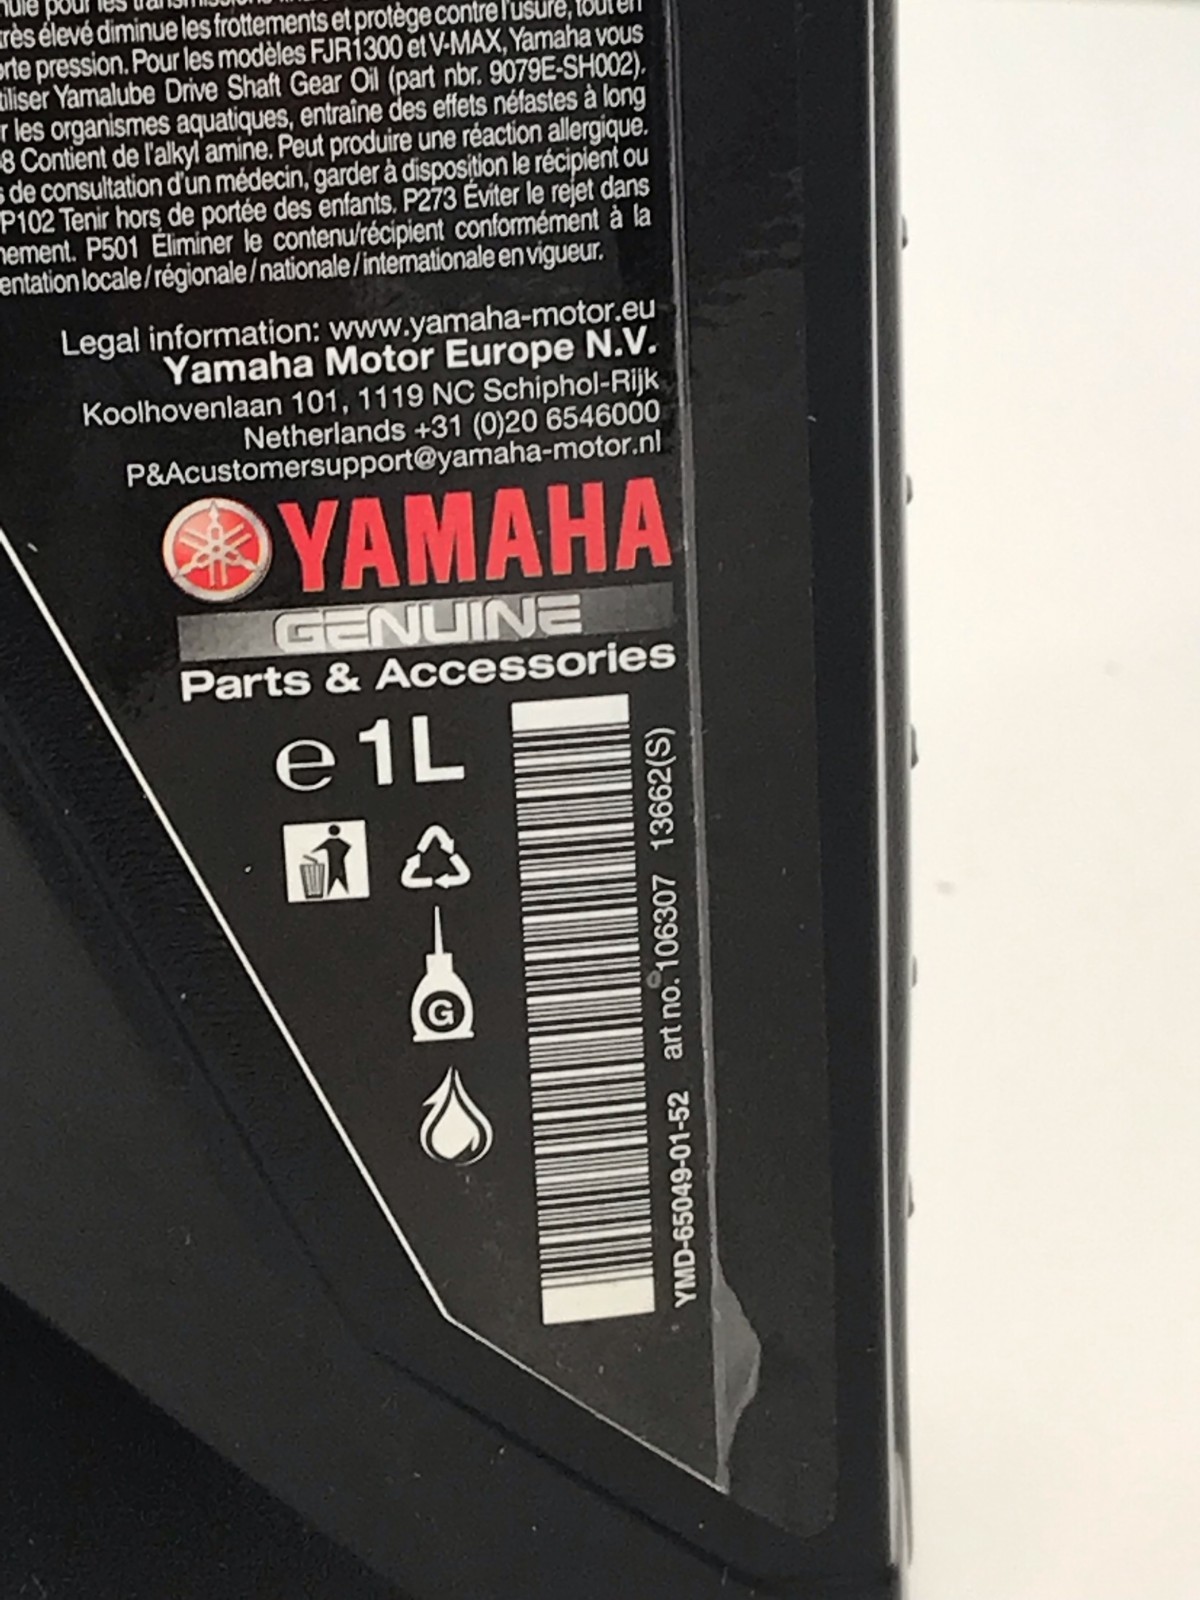 très élevé diminue les frottements et protège contre l'usure, tout en
orte pression. Pour les modèles FJR1300 et V-MAX, Yamaha vous
tiliser Yamalube Drive Shaft Gear Oil (part nbr. 9079E-SH002).
r les organismes aquatiques, entraîne des effets néfastes à long
8 Contient de l'alkyl amine. Peut produire une réaction allergique.
s de consultation d'un médecin, garder à disposition le récipient ou
P102 Tenir hors de portée des enfants. P273 Éviter le rejet dans
nement. P501 Éliminer le contenu/récipient conformément à la
entation locale / régionale / nationale / internationale en vigueur.
Legal information: www.yamaha-motor.eu
Yamaha Motor Europe N.V.
Koolhovenlaan 101, 1119 NC Schiphol-Rijk
Netherlands +31 (0)20 6546000
P&Acustomersupport@yamaha-motor.nl
YAMAHA
GENUINE
Parts & Accessories
e 1L
G
YMD-65049-01-52 art no. 106307 13662(S)